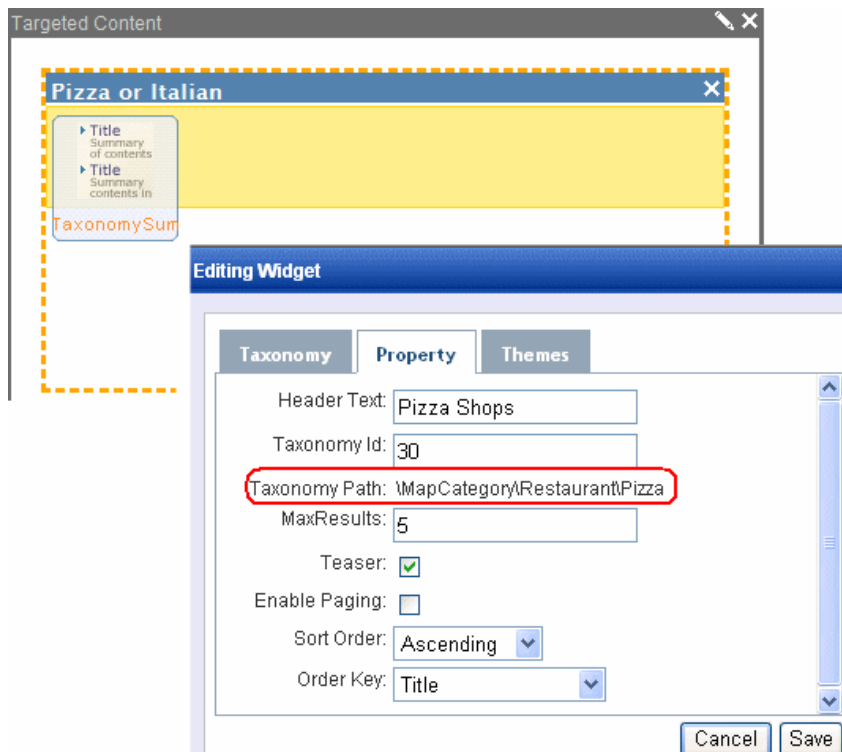 Targeted Content
Pizza or Italian
Title
Summary
of contents
Title
Summary
contents in
TaxonomySum
Editing Widget
Taxonomy Property Themes
Header Text: Pizza Shops
Taxonomy Id: 30
Taxonomy Path: \MapCategory\Restaurant\Pizza
MaxResults: 5
Teaser:
Enable Paging:
Sort Order: Ascending
Order Key: Title
Cancel Save